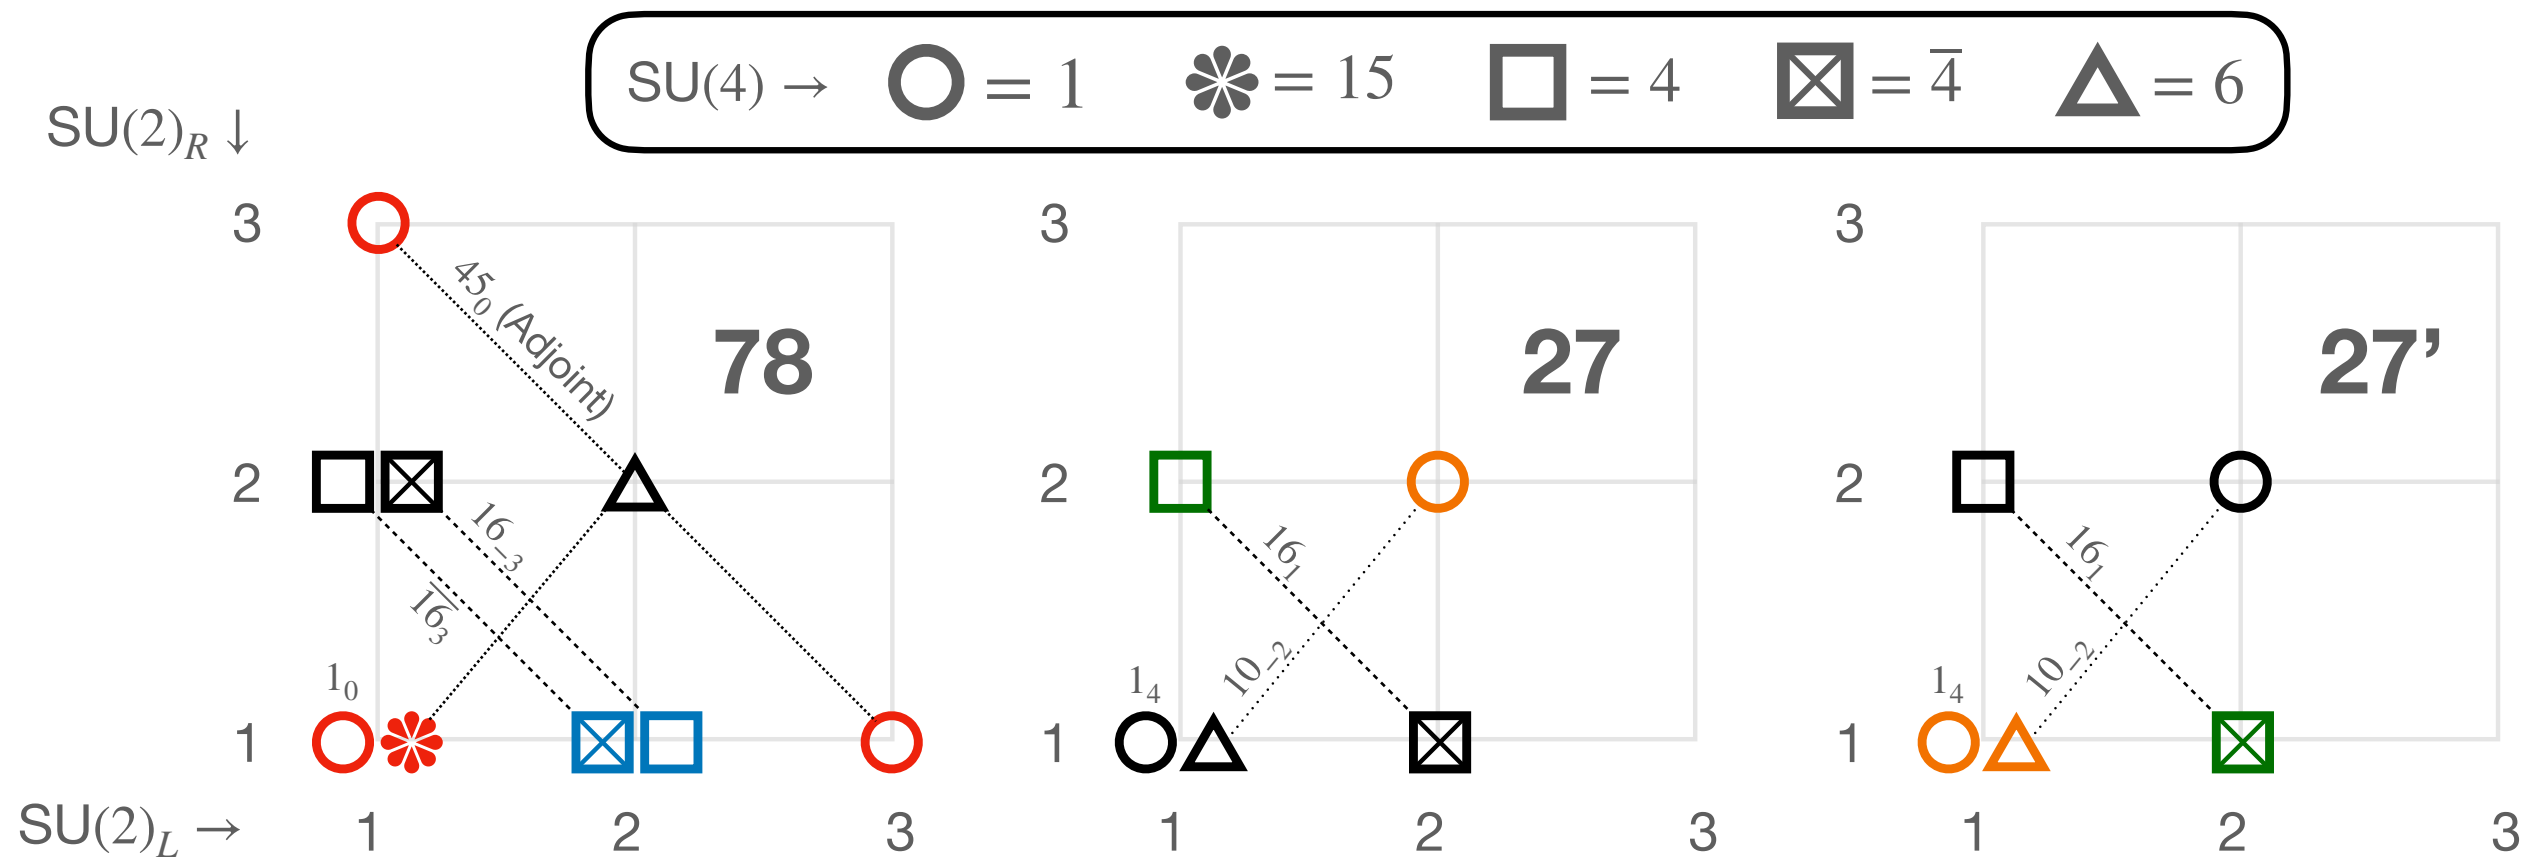 SU(4) → = 1 = 15 = 4 = 4̅ = 6
SU(2)_R ↓
3
45_0 (Adjoint)
78
2
16_{-3}
\overline{16}_3
1_0
1
SU(2)_L → 1 2 3
3
27
2
16_1
10_{-2}
1_4
1
1 2 3
3
27’
2
16_1
10_{-2}
1_4
1
1 2 3